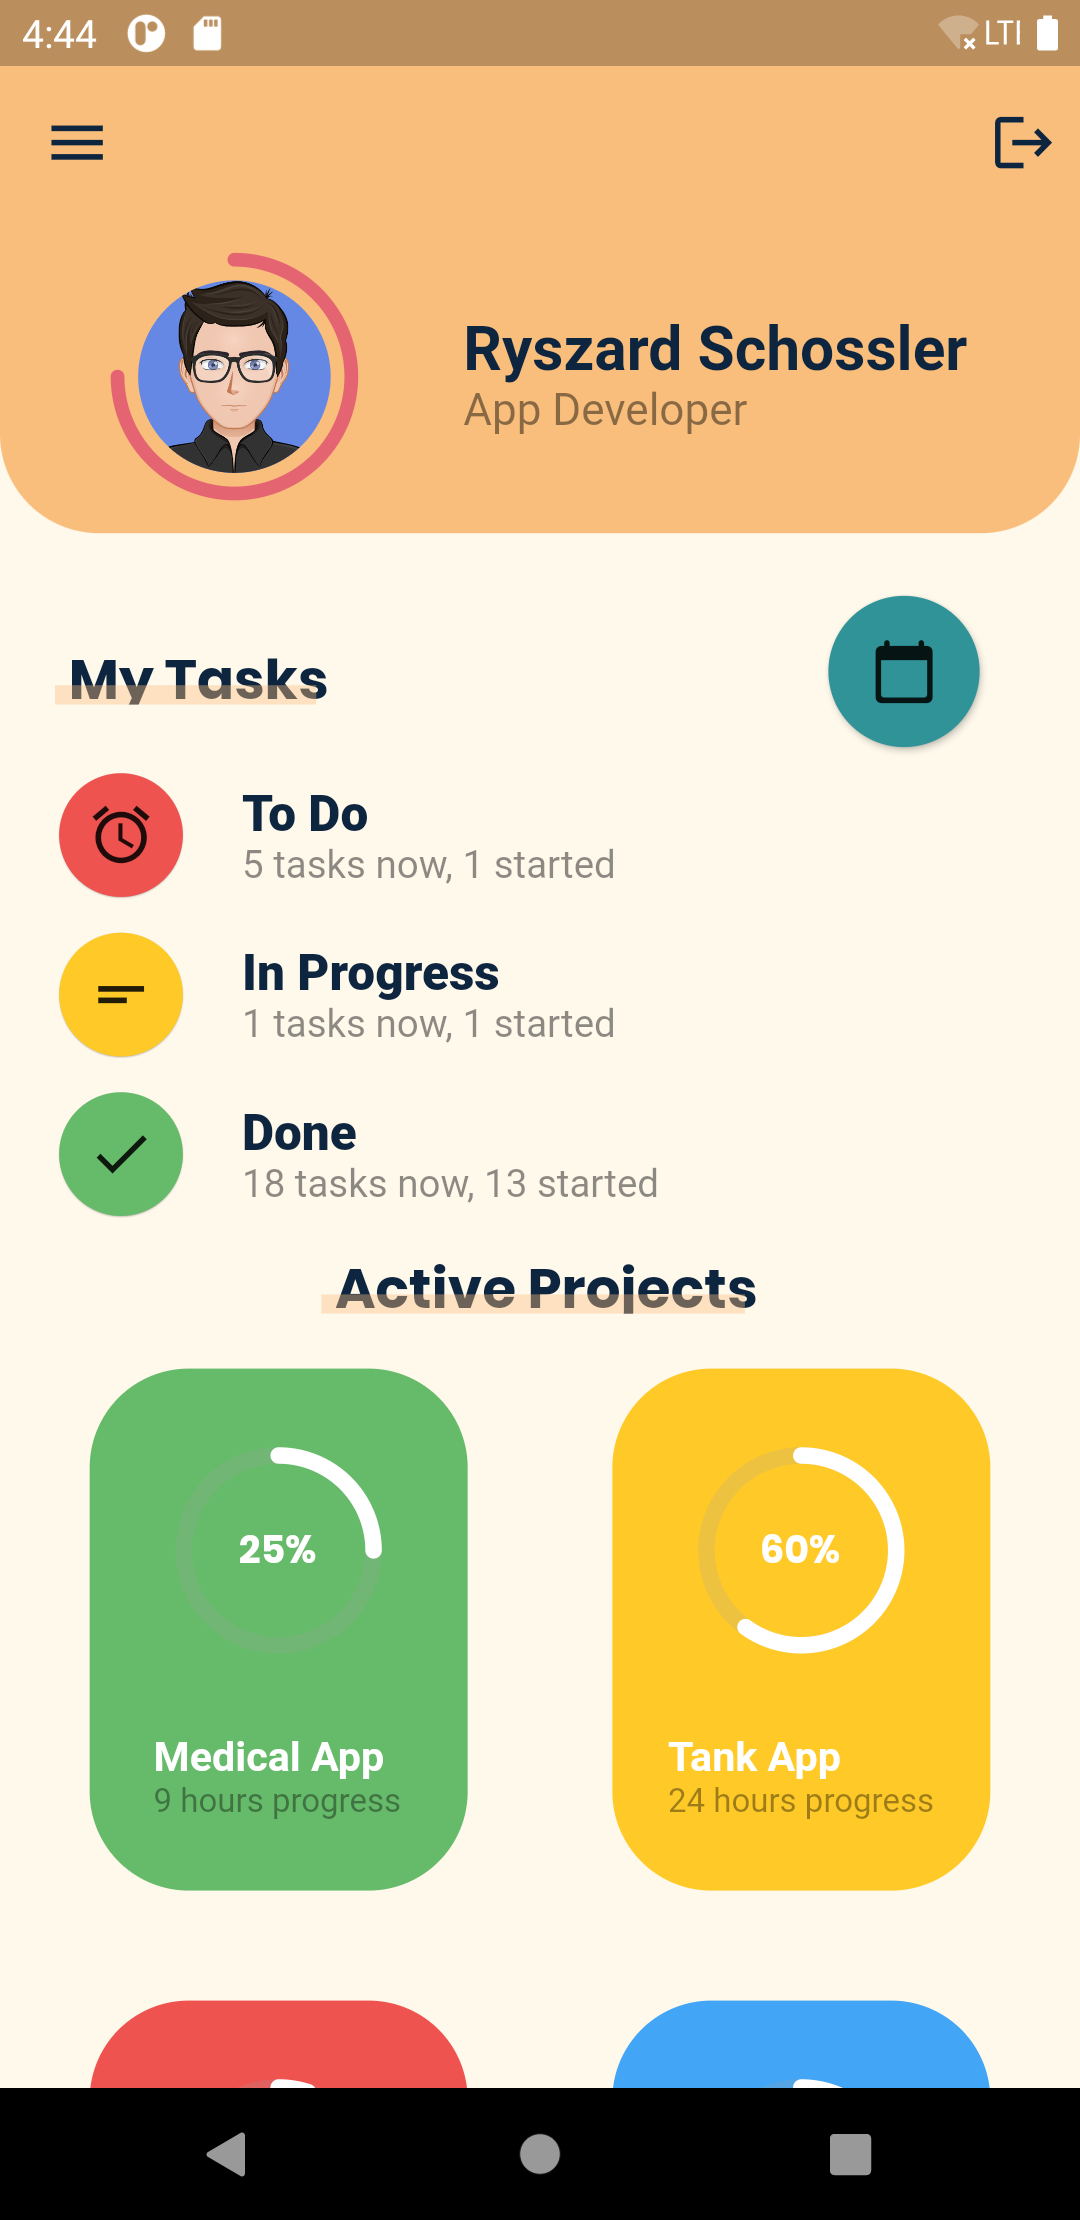 4:44
LTI
Ryszard Schossler
App Developer
My Tasks
To Do
5 tasks now, 1 started
In Progress
1 tasks now, 1 started
Done
18 tasks now, 13 started
Active Projects
25%
60%
Medical App
9 hours progress
Tank App
24 hours progress